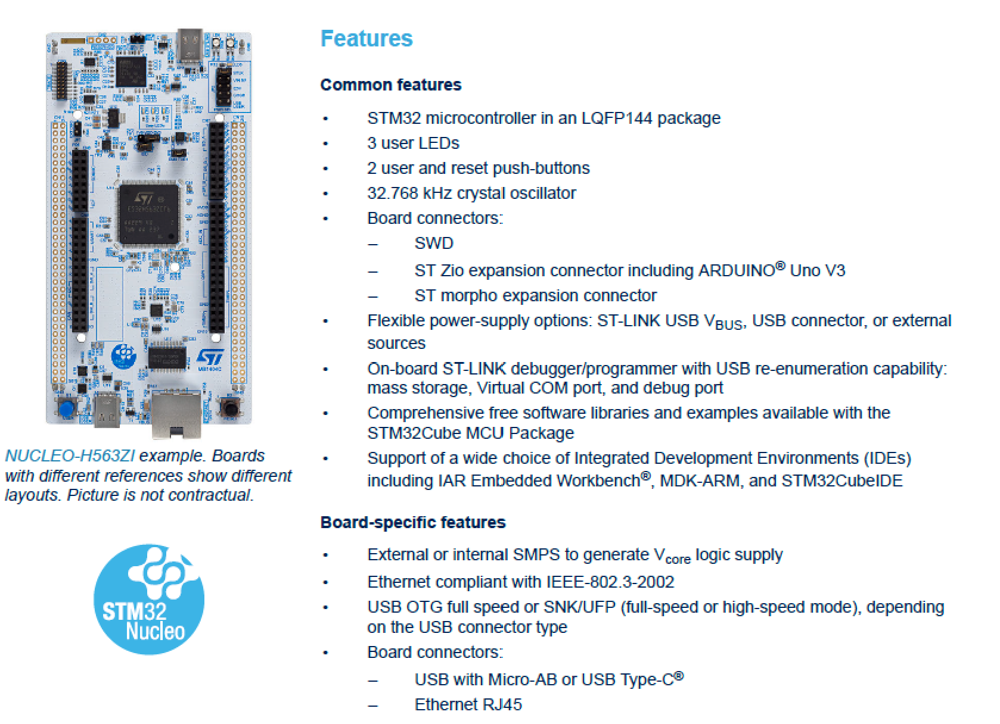 Features
Common features
• STM32 microcontroller in an LQFP144 package
• 3 user LEDs
• 2 user and reset push-buttons
• 32.768 kHz crystal oscillator
• Board connectors:
– SWD
– ST Zio expansion connector including ARDUINO® Uno V3
– ST morpho expansion connector
• Flexible power-supply options: ST-LINK USB VBUS, USB connector, or external
sources
• On-board ST-LINK debugger/programmer with USB re-enumeration capability:
mass storage, Virtual COM port, and debug port
• Comprehensive free software libraries and examples available with the
STM32Cube MCU Package
• Support of a wide choice of Integrated Development Environments (IDEs)
including IAR Embedded Workbench®, MDK-ARM, and STM32CubeIDE
Board-specific features
• External or internal SMPS to generate Vcore logic supply
• Ethernet compliant with IEEE-802.3-2002
• USB OTG full speed or SNK/UFP (full-speed or high-speed mode), depending
on the USB connector type
• Board connectors:
– USB with Micro-AB or USB Type-C®
– Ethernet RJ45
ST
MB1404C
NUCLEO-H563ZI example. Boards
with different references show different
layouts. Picture is not contractual.
STM32
Nucleo